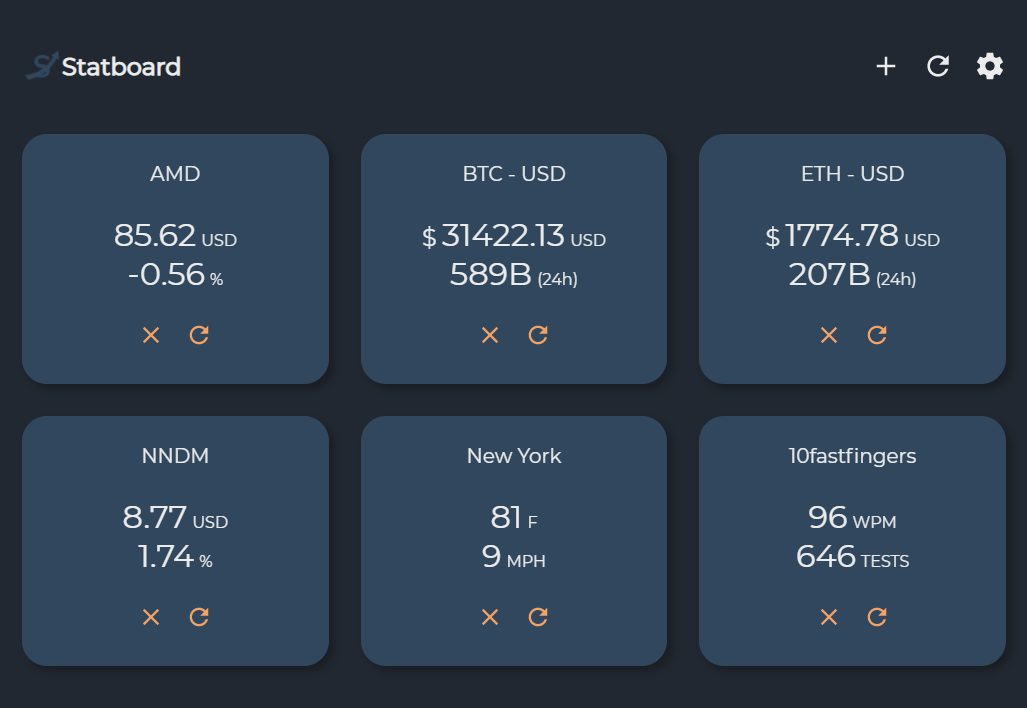 Statboard
AMD
85.62 USD
-0.56 %
BTC - USD
$ 31422.13 USD
589B (24h)
ETH - USD
$ 1774.78 USD
207B (24h)
NNDM
8.77 USD
1.74 %
New York
81 F
9 MPH
10fastfingers
96 WPM
646 TESTS